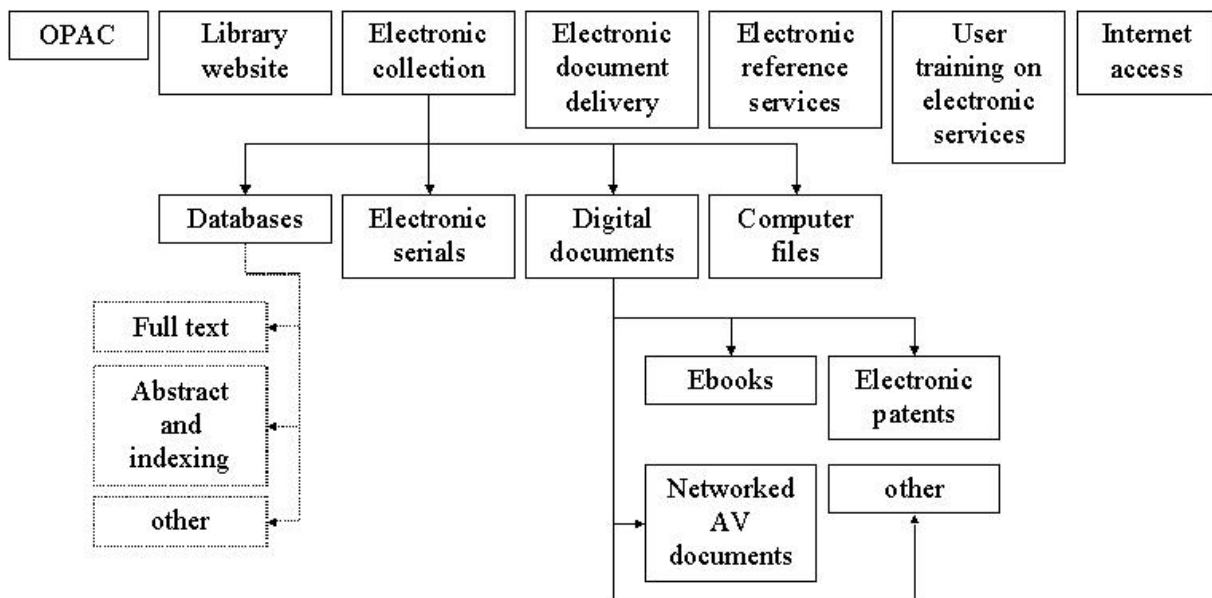 OPAC
Library
website
Electronic
collection
Electronic
document
delivery
Electronic
reference
services
User
training on
electronic
services
Internet
access
Databases
Electronic
serials
Digital
documents
Computer
files
Full text
Abstract
and
indexing
other
Ebooks
Electronic
patents
Networked
AV
documents
other